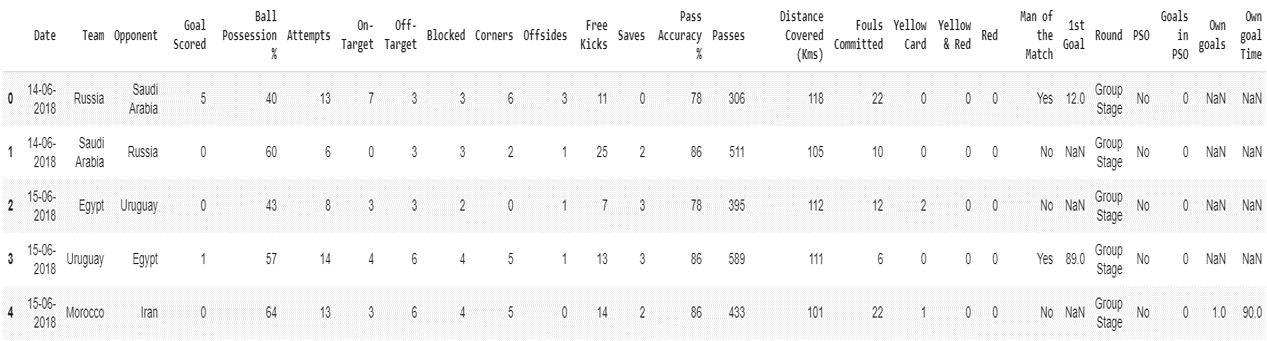 Date Team Opponent Goal Scored Ball Possession % Attempts On-Target Off-Target Blocked Corners Offsides Free Kicks Saves Pass Accuracy % Passes Distance Covered (Kms) Fouls Committed Yellow Card Yellow & Red Red Man of the Match 1st Goal Round PSO Goals in PSO Own goals Own goal Time
0 14-06-2018 Russia Saudi Arabia 5 40 13 7 3 3 6 3 11 0 78 306 118 22 0 0 0 Yes 12.0 Group Stage No 0 NaN NaN
1 14-06-2018 Saudi Arabia Russia 0 60 6 0 3 3 2 1 25 2 86 511 105 10 0 0 0 No NaN Group Stage No 0 NaN NaN
2 15-06-2018 Egypt Uruguay 0 43 8 3 3 2 0 1 7 3 78 395 112 12 2 0 0 No NaN Group Stage No 0 NaN NaN
3 15-06-2018 Uruguay Egypt 1 57 14 4 6 4 5 1 13 3 86 589 111 6 0 0 0 Yes 89.0 Group Stage No 0 NaN NaN
4 15-06-2018 Morocco Iran 0 64 13 3 6 4 5 0 14 2 86 433 101 22 1 0 0 No NaN Group Stage No 0 1.0 90.0